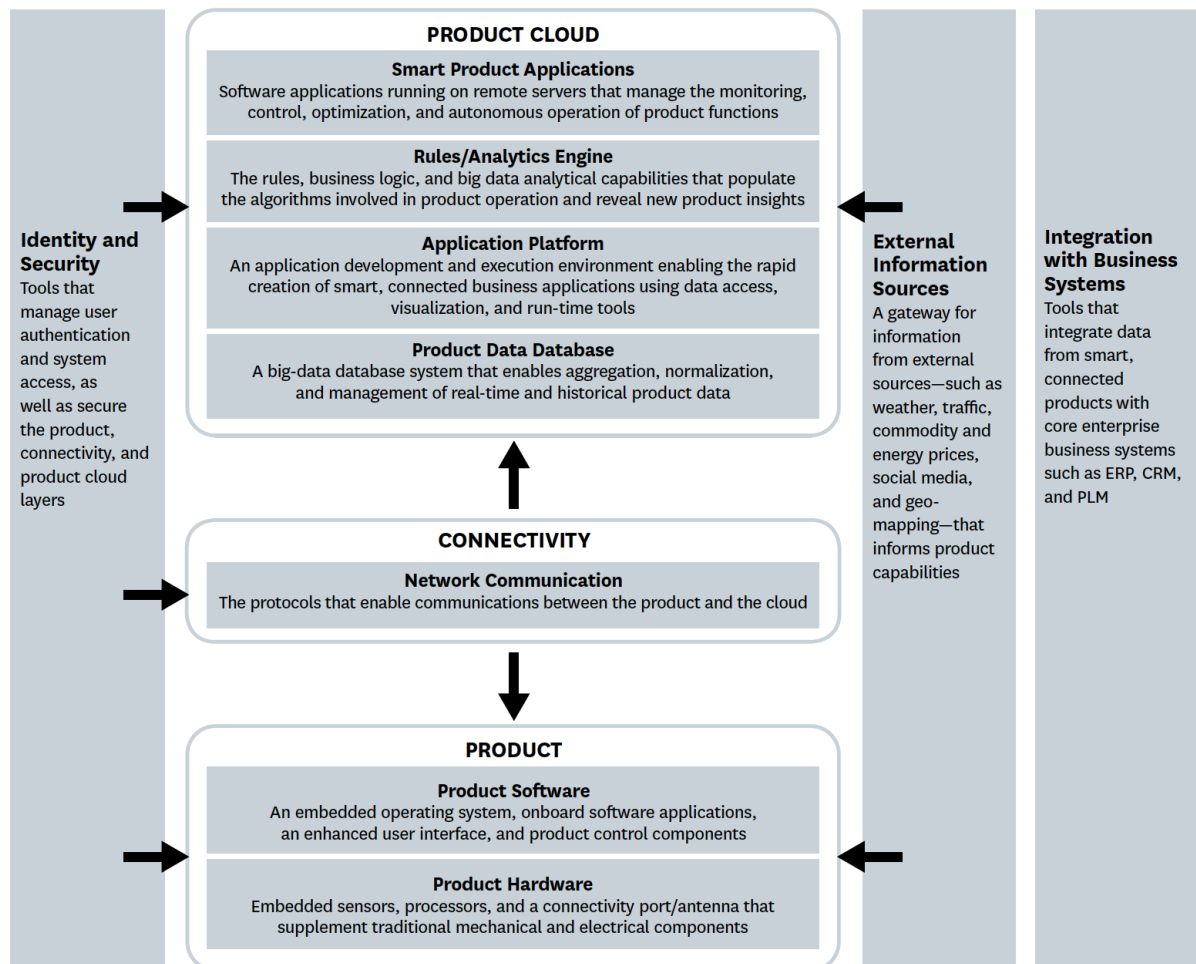 PRODUCT CLOUD
Smart Product Applications
Software applications running on remote servers that manage the monitoring,
control, optimization, and autonomous operation of product functions
Rules/Analytics Engine
The rules, business logic, and big data analytical capabilities that populate
the algorithms involved in product operation and reveal new product insights
Application Platform
An application development and execution environment enabling the rapid
creation of smart, connected business applications using data access,
visualization, and run-time tools
Product Data Database
A big-data database system that enables aggregation, normalization,
and management of real-time and historical product data
CONNECTIVITY
Network Communication
The protocols that enable communications between the product and the cloud
PRODUCT
Product Software
An embedded operating system, onboard software applications,
an enhanced user interface, and product control components
Product Hardware
Embedded sensors, processors, and a connectivity port/antenna that
supplement traditional mechanical and electrical components
Identity and
Security
Tools that
manage user
authentication
and system
access, as
well as secure
the product,
connectivity, and
product cloud
layers
External
Information
Sources
A gateway for
information
from external
sources—such as
weather, traffic,
commodity and
energy prices,
social media,
and geo-
mapping—that
informs product
capabilities
Integration
with Business
Systems
Tools that
integrate data
from smart,
connected
products with
core enterprise
business systems
such as ERP, CRM,
and PLM